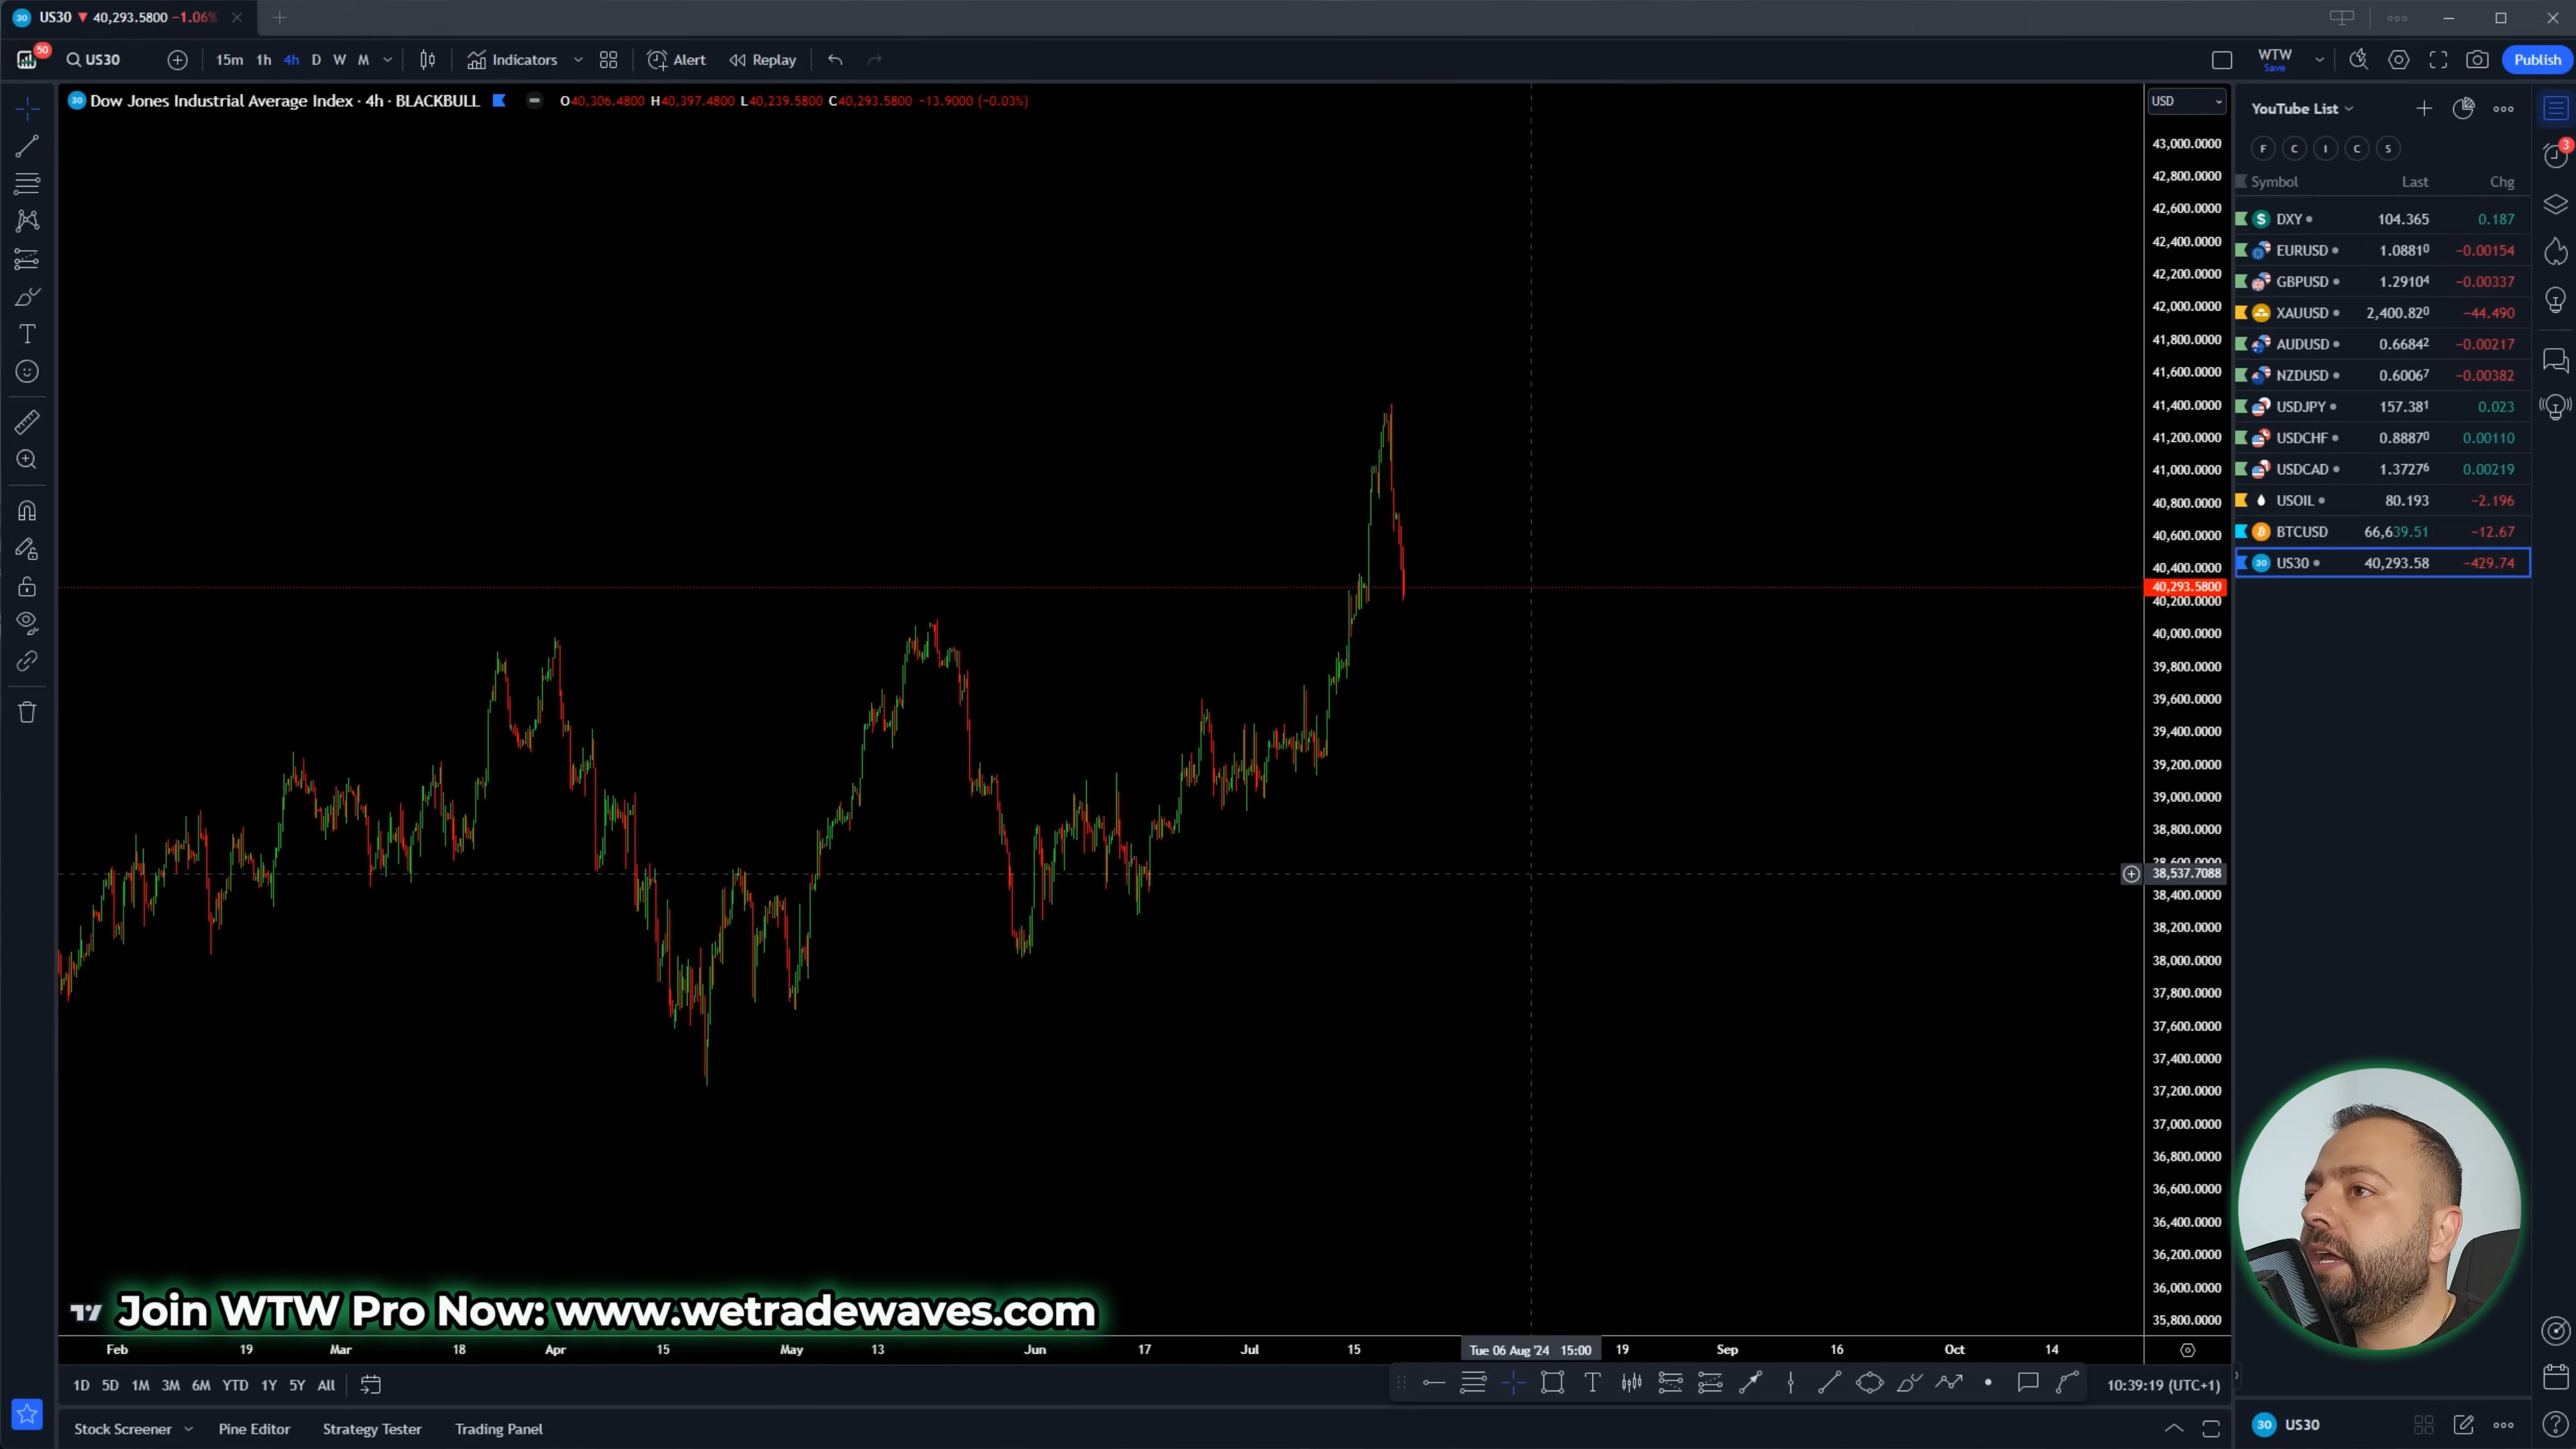 30 US30 ▼ 40,293.5800 −1.06%
50 US30 15m 1h 4h D W M Indicators Alert Replay WTW Save Publish
30 Dow Jones Industrial Average Index · 4h · BLACKBULL O40,306.4800 H40,397.4800 L40,239.5800 C40,293.5800 −13.9000 (−0.03%)
USD
43,000.0000
42,800.0000
42,600.0000
42,400.0000
42,200.0000
42,000.0000
41,800.0000
41,600.0000
41,400.0000
41,200.0000
41,000.0000
40,800.0000
40,600.0000
40,400.0000
40,293.5800
40,200.0000
40,000.0000
39,800.0000
39,600.0000
39,400.0000
39,200.0000
39,000.0000
38,800.0000
38,600.0000
38,537.7088
38,400.0000
38,200.0000
38,000.0000
37,800.0000
37,600.0000
37,400.0000
37,200.0000
37,000.0000
36,800.0000
36,600.0000
36,400.0000
36,200.0000
36,000.0000
35,800.0000
YouTube List
F C I C S
Symbol Last Chg
DXY 104.365 0.187
EURUSD 1.08810 −0.00154
GBPUSD 1.29104 −0.00337
XAUUSD 2,400.820 −44.490
AUDUSD 0.66842 −0.00217
NZDUSD 0.60067 −0.00382
USDJPY 157.381 0.023
USDCHF 0.88870 0.00110
USDCAD 1.37276 0.00219
USOIL 80.193 −2.196
BTCUSD 66,639.51 −12.67
30 US30 40,293.58 −429.74
3
Join WTW Pro Now: www.wetradewaves.com
Feb 19 Mar 18 Apr 15 May 13 Jun 17 Jul 15 Tue 06 Aug '24 15:00 19 Sep 16 Oct 14
1D 5D 1M 3M 6M YTD 1Y 5Y All
10:39:19 (UTC+1)
Stock Screener Pine Editor Strategy Tester Trading Panel
30 US30